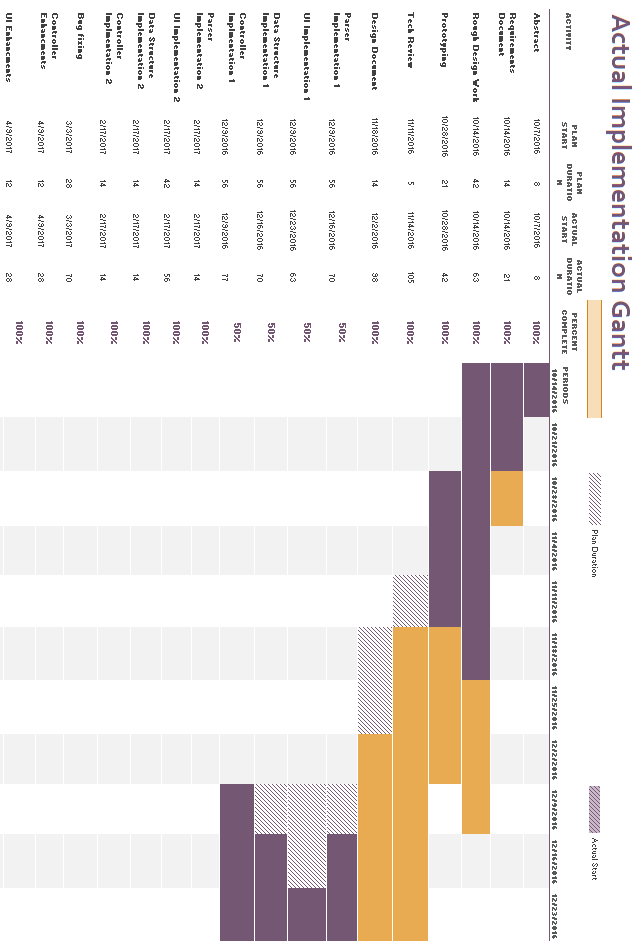 Actual Implementation Gantt
Plan Duration
Actual Start
ACTIVITY
PLAN START
PLAN DURATION
ACTUAL START
ACTUAL DURATION
PERCENT COMPLETE
PERIODS
10/14/2016 10/21/2016 10/28/2016 11/4/2016 11/11/2016 11/18/2016 11/25/2016 12/2/2016 12/9/2016 12/16/2016 12/23/2016
Abstract 10/7/2016 8 10/7/2016 8 100%
Requirements Document 10/14/2016 14 10/14/2016 21 100%
Rough Design Work 10/14/2016 42 10/14/2016 63 100%
Prototyping 10/28/2016 21 10/28/2016 42 100%
Tech Review 11/11/2016 5 11/14/2016 105 100%
Design Document 11/18/2016 14 12/2/2016 98 100%
Parser Implementation 1 12/9/2016 56 12/16/2016 70 50%
UI Implementation 1 12/9/2016 56 12/23/2016 63 50%
Data Structure Implementation 1 12/9/2016 56 12/16/2016 70 50%
Controller Implementation 1 12/9/2016 56 12/9/2016 77 50%
Parser Implementation 2 2/17/2017 14 2/17/2017 14 100%
UI Implementation 2 2/17/2017 42 2/17/2017 56 100%
Data Structure Implementation 2 2/17/2017 14 2/17/2017 14 100%
Controller Implementation 2 2/17/2017 14 2/17/2017 14 100%
Bug fixing 3/3/2017 28 3/3/2017 70 100%
Controller Enhancments 4/9/2017 12 4/9/2017 28 100%
UI Enhancments 4/9/2017 12 4/9/2017 28 100%